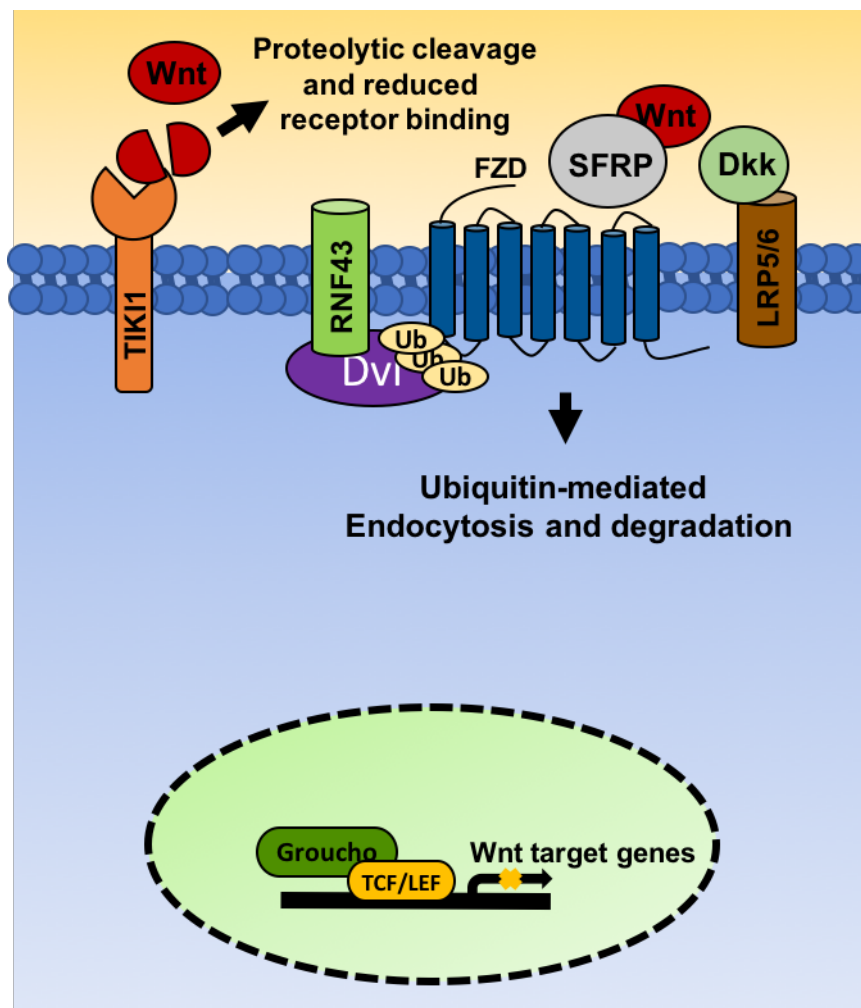 Wnt
Proteolytic cleavage
and reduced
receptor binding
Wnt
SFRP
Dkk
FZD
TIKI1
RNF43
LRP5/6
Ub
Ub
Ub
Dvl
Ubiquitin-mediated
Endocytosis and degradation
Groucho
TCF/LEF
Wnt target genes